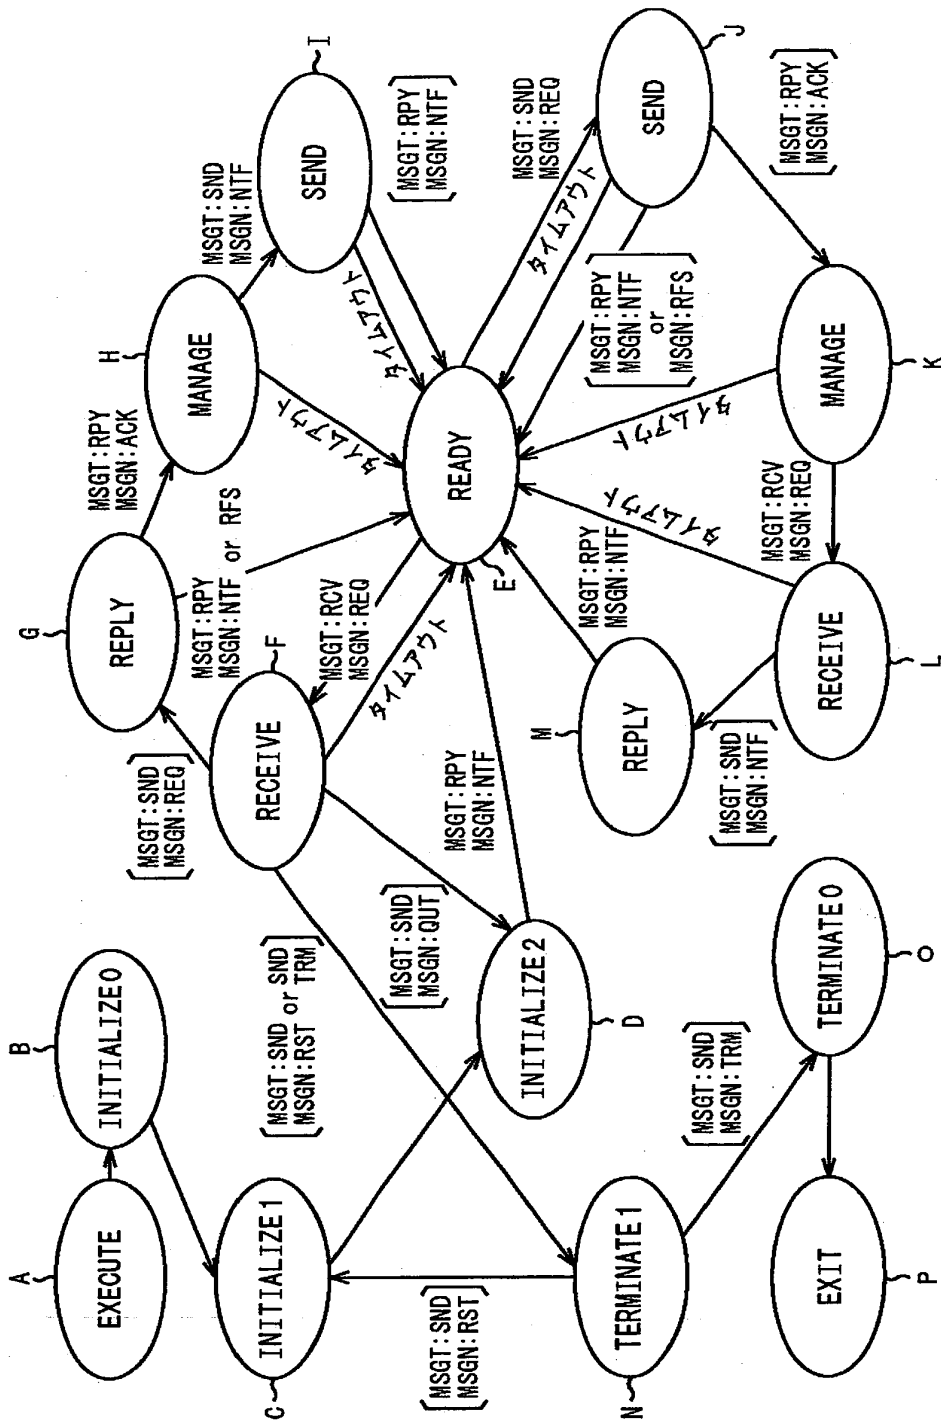 A
EXECUTE
B
INITIALIZE0
C
INITIALIZE1
D
INITIALIZE2
[MSGT:SND
MSGN:RST]
N
TERMINATE1
P
EXIT
O
TERMINATE0
[MSGT:SND
MSGN:TRM]
[MSGT:SND or SND
MSGN:RST TRM]
[MSGT:SND
MSGN:QUT]
MSGT:RPY
MSGN:NTF
F
RECEIVE
[MSGT:SND
MSGN:REQ]
G
REPLY
MSGT:RPY
MSGN:NTF or RFS
MSGT:RCV
MSGN:REQ
タイムアウト
MSGT:RPY
MSGN:ACK
H
MANAGE
タイムアウト
MSGT:SND
MSGN:NTF
I
SEND
タイムアウト
[MSGT:RPY
MSGN:NTF]
E
READY
MSGT:SND
MSGN:REQ
タイムアウト
[MSGT:RPY
MSGN:NTF
or
MSGN:RFS]
J
SEND
[MSGT:RPY
MSGN:ACK]
K
MANAGE
タイムアウト
MSGT:RCV
MSGN:REQ
L
RECEIVE
タイムアウト
[MSGT:SND
MSGN:NTF]
M
REPLY
MSGT:RPY
MSGN:NTF